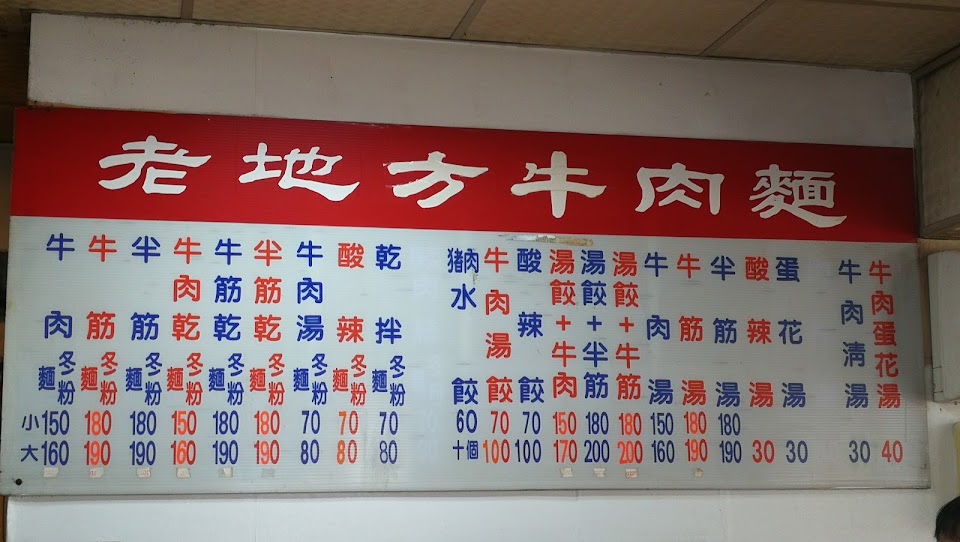 老地方牛肉麵
小 大
牛肉麵冬粉 150 160
牛筋麵冬粉 180 190
半筋麵冬粉 180 190
牛肉乾麵冬粉 150 160
牛筋乾麵冬粉 180 190
半筋乾麵冬粉 180 190
牛肉湯麵冬粉 70 80
酸辣麵冬粉 70 80
乾拌麵冬粉 70 80
猪肉水餃 60 十個
牛肉湯餃 70 100
酸辣餃 70 100
湯餃+牛肉 150 170
湯餃+半筋 180 200
湯餃+牛筋 180 200
牛肉湯 150 160
牛筋湯 180 190
半筋湯 180 190
酸辣湯 30
蛋花湯 30
牛肉清湯 30
牛肉蛋花湯 40